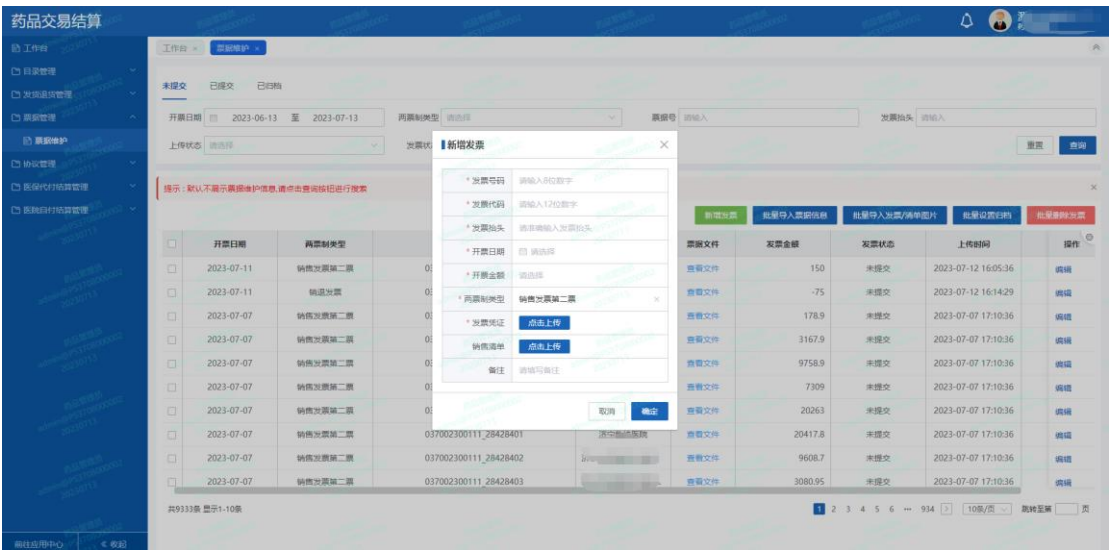 药品交易结算
工作台
目录管理
发货退货管理
票据管理
票据维护
协议管理
医保代付结算管理
医院自付结算管理
前往应用中心 收起
工作台 × 票据维护 ×
未提交 已提交 已归档
开票日期 2023-06-13 至 2023-07-13 两票制类型 请选择 票据号 请输入 发票抬头 请输入
上传状态 请选择 发票状 重置 查询
提示：默认不展示票据维护信息,请点击查询按钮进行搜索
新增发票 批量导入票据信息 批量导入发票/清单图片 批量设置归档 批量删除发票
开票日期 两票制类型 票据文件 发票金额 发票状态 上传时间 操作
2023-07-11 销售发票第二票 03 查看文件 150 未提交 2023-07-12 16:05:36 编辑
2023-07-11 销退发票 03 查看文件 -75 未提交 2023-07-12 16:14:29 编辑
2023-07-07 销售发票第二票 03 查看文件 178.9 未提交 2023-07-07 17:10:36 编辑
2023-07-07 销售发票第二票 03 查看文件 3167.9 未提交 2023-07-07 17:10:36 编辑
2023-07-07 销售发票第二票 03 查看文件 9758.9 未提交 2023-07-07 17:10:36 编辑
2023-07-07 销售发票第二票 03 查看文件 7309 未提交 2023-07-07 17:10:36 编辑
2023-07-07 销售发票第二票 03 查看文件 20263 未提交 2023-07-07 17:10:36 编辑
2023-07-07 销售发票第二票 037002300111_28428401 查看文件 20417.8 未提交 2023-07-07 17:10:36 编辑
2023-07-07 销售发票第二票 037002300111_28428402 查看文件 9608.7 未提交 2023-07-07 17:10:36 编辑
2023-07-07 销售发票第二票 037002300111_28428403 查看文件 3080.95 未提交 2023-07-07 17:10:36 编辑
共9333条 显示1-10条 1 2 3 4 5 6 ··· 934 > 10条/页 跳转至第 页
新增发票 ×
* 发票号码 请输入8位数字
* 发票代码 请输入12位数字
* 发票抬头 请准确输入发票抬头
* 开票日期 请选择
* 开票金额 请选择
* 两票制类型 销售发票第二票 ×
* 发票凭证 点击上传
销售清单 点击上传
备注 请填写备注
取消 确定